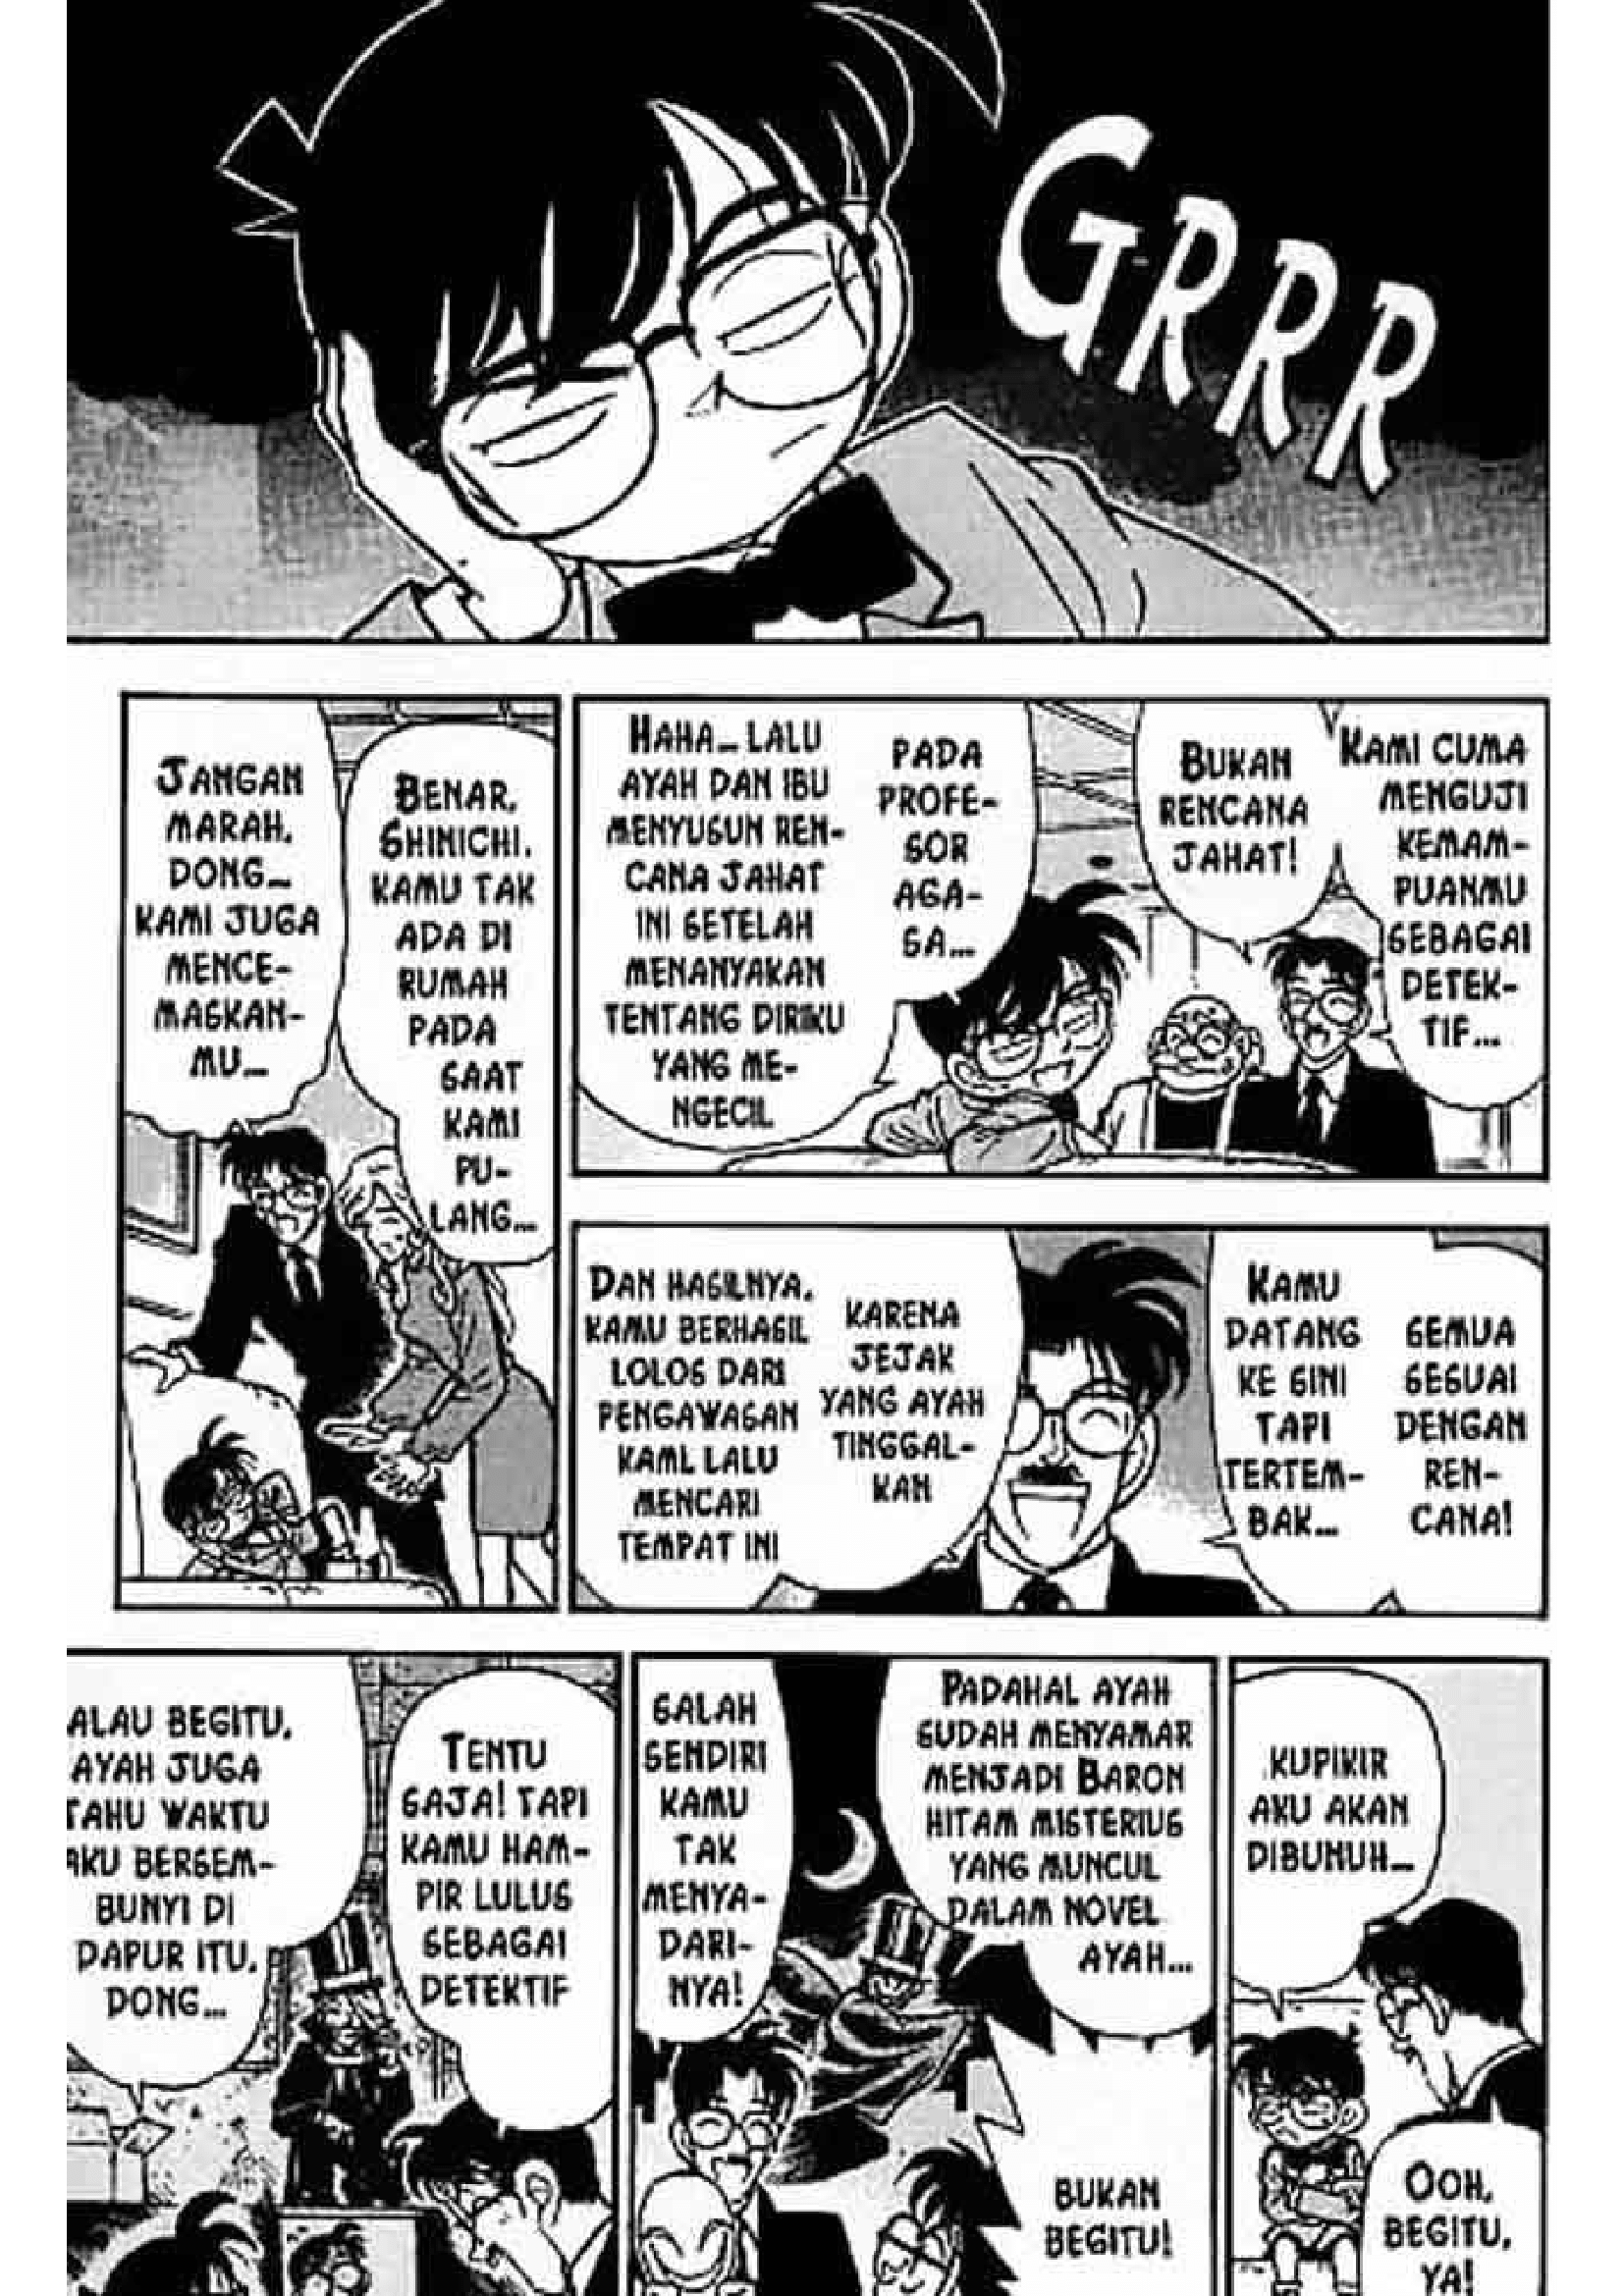 GRRR
JANGAN
MARAH,
DONG...
KAMI JUGA
MENCE-
MASKAN-
MU...
BENAR,
SHINICHI.
KAMU TAK
ADA DI
RUMAH
PADA
SAAT
KAMI
PU-
LANG...
HAHA... LALU
AYAH DAN IBU
MENYUSUN REN-
CANA JAHAT
INI SETELAH
MENANYAKAN
TENTANG DIRIKU
YANG ME-
NGECIL
PADA
PROFE-
SOR
AGA-
SA...
BUKAN
RENCANA
JAHAT!
KAMI CUMA
MENGUJI
KEMAM-
PUANMU
SEBAGAI
DETEK-
TIF...
DAN HASILNYA,
KAMU BERHASIL
LOLOS DARI
PENGAWASAN
KAMI, LALU
MENCARI
TEMPAT INI
KARENA
JEJAK
YANG AYAH
TINGGAL-
KAN
KAMU
DATANG
KE SINI
TAPI
TERTEM-
BAK...
SEMUA
SESUAI
DENGAN
REN-
CANA!
ALAU BEGITU,
AYAH JUGA
TAHU WAKTU
AKU BERSEM-
BUNYI DI
DAPUR ITU,
DONG...
TENTU
SAJA! TAPI
KAMU HAM-
PIR LULUS
SEBAGAI
DETEKTIF
SALAH
SENDIRI
KAMU
TAK
MENYA-
DARI-
NYA!
PADAHAL AYAH
SUDAH MENYAMAR
MENJADI BARON
HITAM MISTERIUS
YANG MUNCUL
DALAM NOVEL
AYAH...
BUKAN
BEGITU!
KUPIKIR
AKU AKAN
DIBUNUH...
OOH,
BEGITU,
YA!